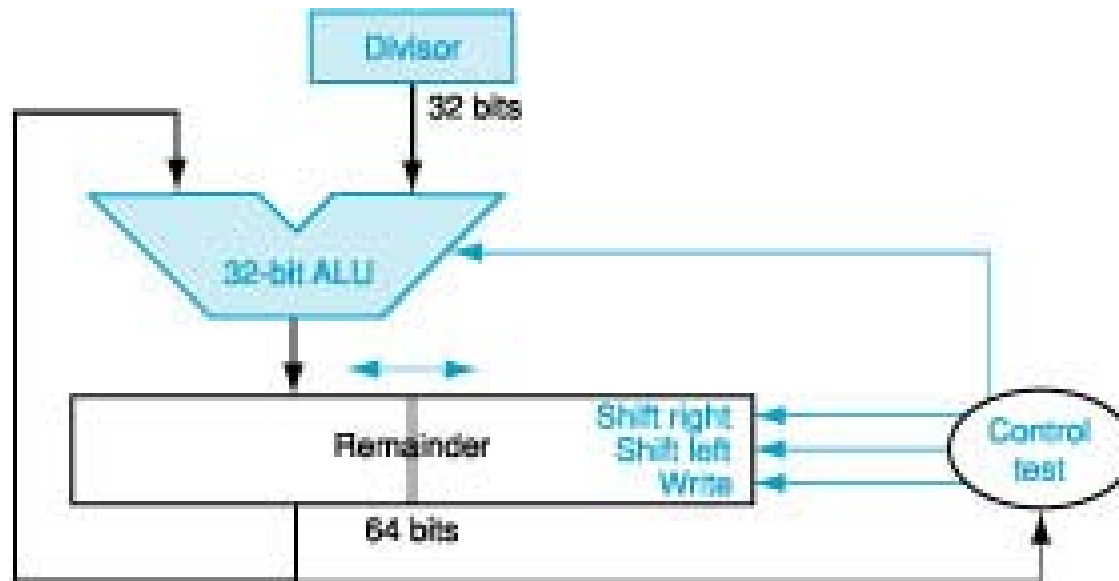 Divisor
32 bits
32-bit ALU
Shift right
Remainder
Shift left
Write
Control
test
64 bits